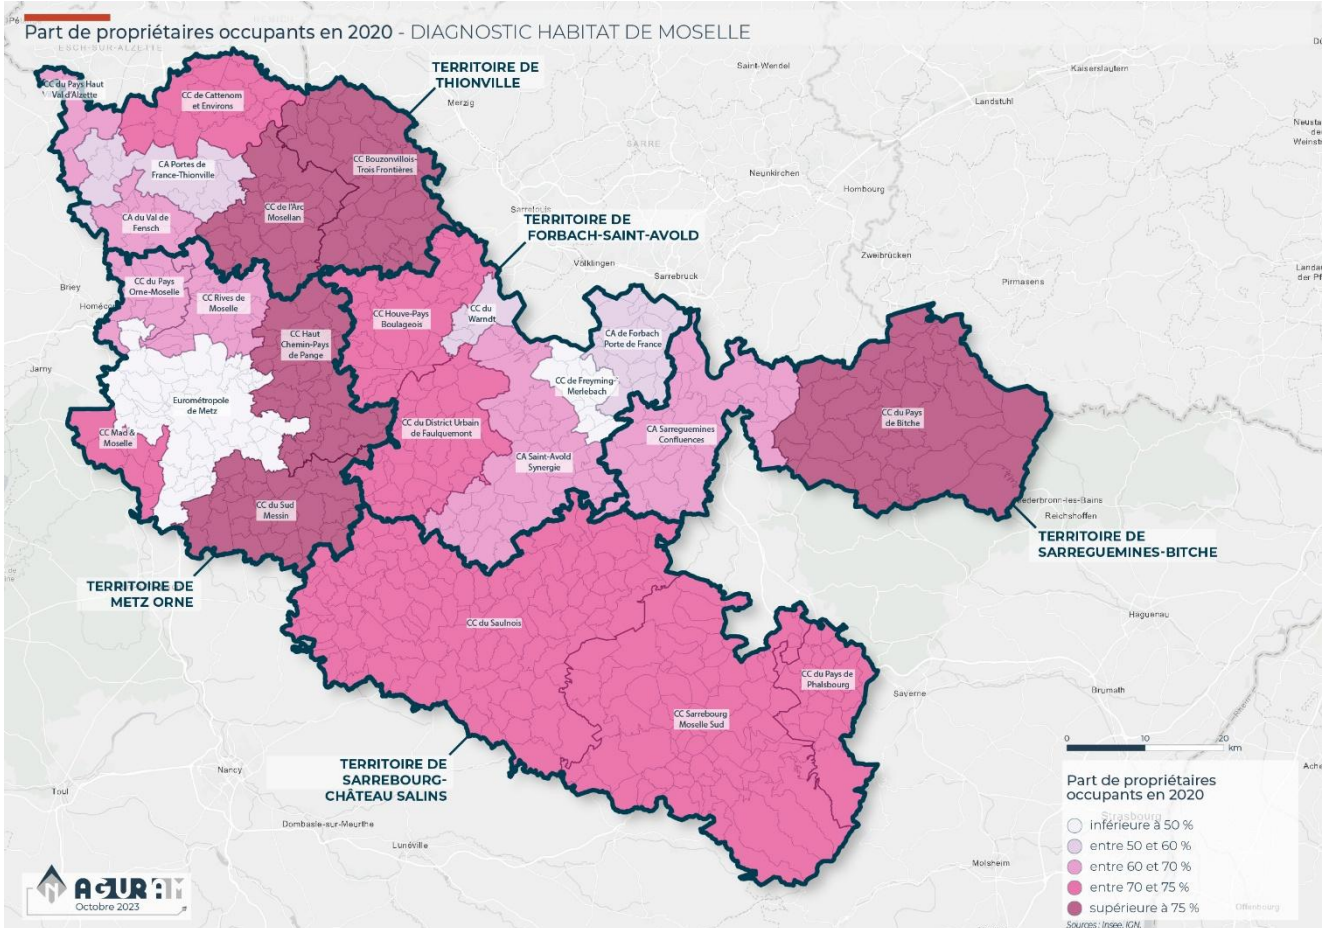 Part de propriétaires occupants en 2020 - DIAGNOSTIC HABITAT DE MOSELLE
ESCH-SUR-ALZETTE
TERRITOIRE DE
THIONVILLE
Saint-Wendel
Kaiserslautern
Landstuhl
Merzig
CC du Pays Haut
Val d'Alzette
CC de Cattenom
et Environs
SARRE
Neunkirchen
Hombourg
CA Portes de
France-Thionville
CC Bouzonvillois-
Trois Frontières
CA du Val de
Fensch
CC de l'Arc
Mosellan
Sarrelouis
TERRITOIRE DE
FORBACH-SAINT-AVOLD
Völklingen
Sarrebruck
Zweibrücken
Pirmasens
Briey
CC du Pays
Orne-Moselle
CC Rives de
Moselle
CC Houve-Pays
Boulageois
CC du
Warndt
CA de Forbach
Porte de France
CC Haut
Chemin-Pays
de Pange
Jarny
Eurométropole
de Metz
CC de Freyming-
Merlebach
CC Mad &
Moselle
CC du District Urbain
de Faulquemont
CA Saint-Avold
Synergie
CA Sarreguemines
Confluences
CC du Pays
de Bitche
CC du Sud
Messin
Reichshoffen
TERRITOIRE DE
SARREGUEMINES-BITCHE
TERRITOIRE DE
METZ ORNE
Haguenau
CC du Saulnois
CC du Pays de
Phalsbourg
Saverne
Brumath
CC Sarrebourg
Moselle Sud
0 10 20
km
TERRITOIRE DE
SARREBOURG-
CHÂTEAU SALINS
Nancy
Toul
Dombasle-sur-Meurthe
Lunéville
Molsheim
Part de propriétaires
occupants en 2020
Strasbourg
inférieure à 50 %
entre 50 et 60 %
entre 60 et 70 %
entre 70 et 75 %
supérieure à 75 %
Offenbourg
Sources : Insee, IGN.
N
AGURAM
Octobre 2023